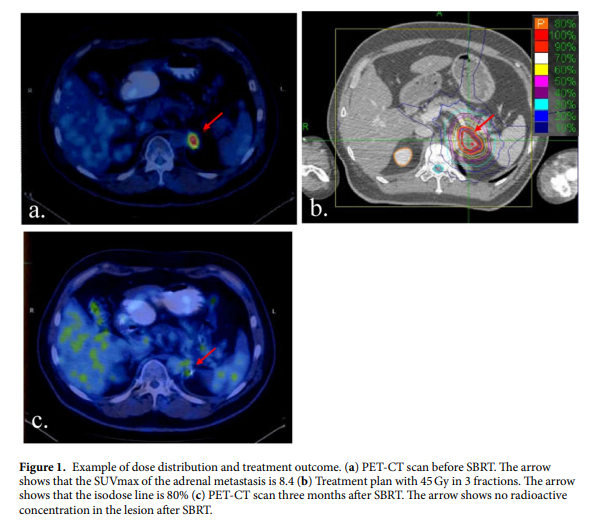 a.
R
L
b.
A
R
P 80%
100%
90%
70%
60%
50%
40%
30%
20%
10%
c.
R
L
Figure 1. Example of dose distribution and treatment outcome. (a) PET-CT scan before SBRT. The arrow
shows that the SUVmax of the adrenal metastasis is 8.4 (b) Treatment plan with 45 Gy in 3 fractions. The arrow
shows that the isodose line is 80% (c) PET-CT scan three months after SBRT. The arrow shows no radioactive
concentration in the lesion after SBRT.